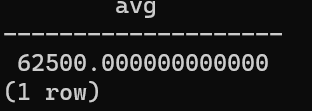 avg
---------------------
62500.000000000000
(1 row)